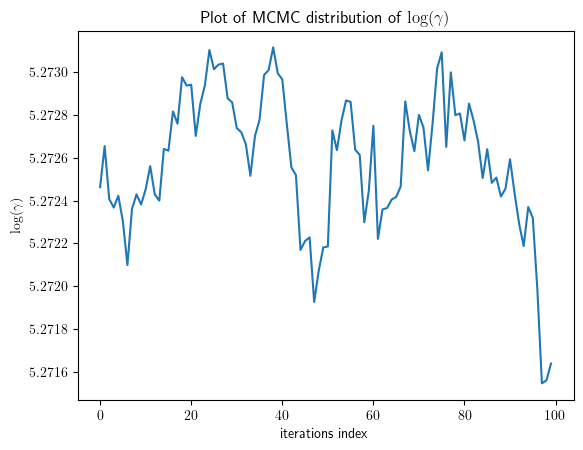 Plot of MCMC distribution of log(γ)
5.2730
5.2728
5.2726
5.2724
5.2722
5.2720
5.2718
5.2716
log(γ)
0 20 40 60 80 100
iterations index